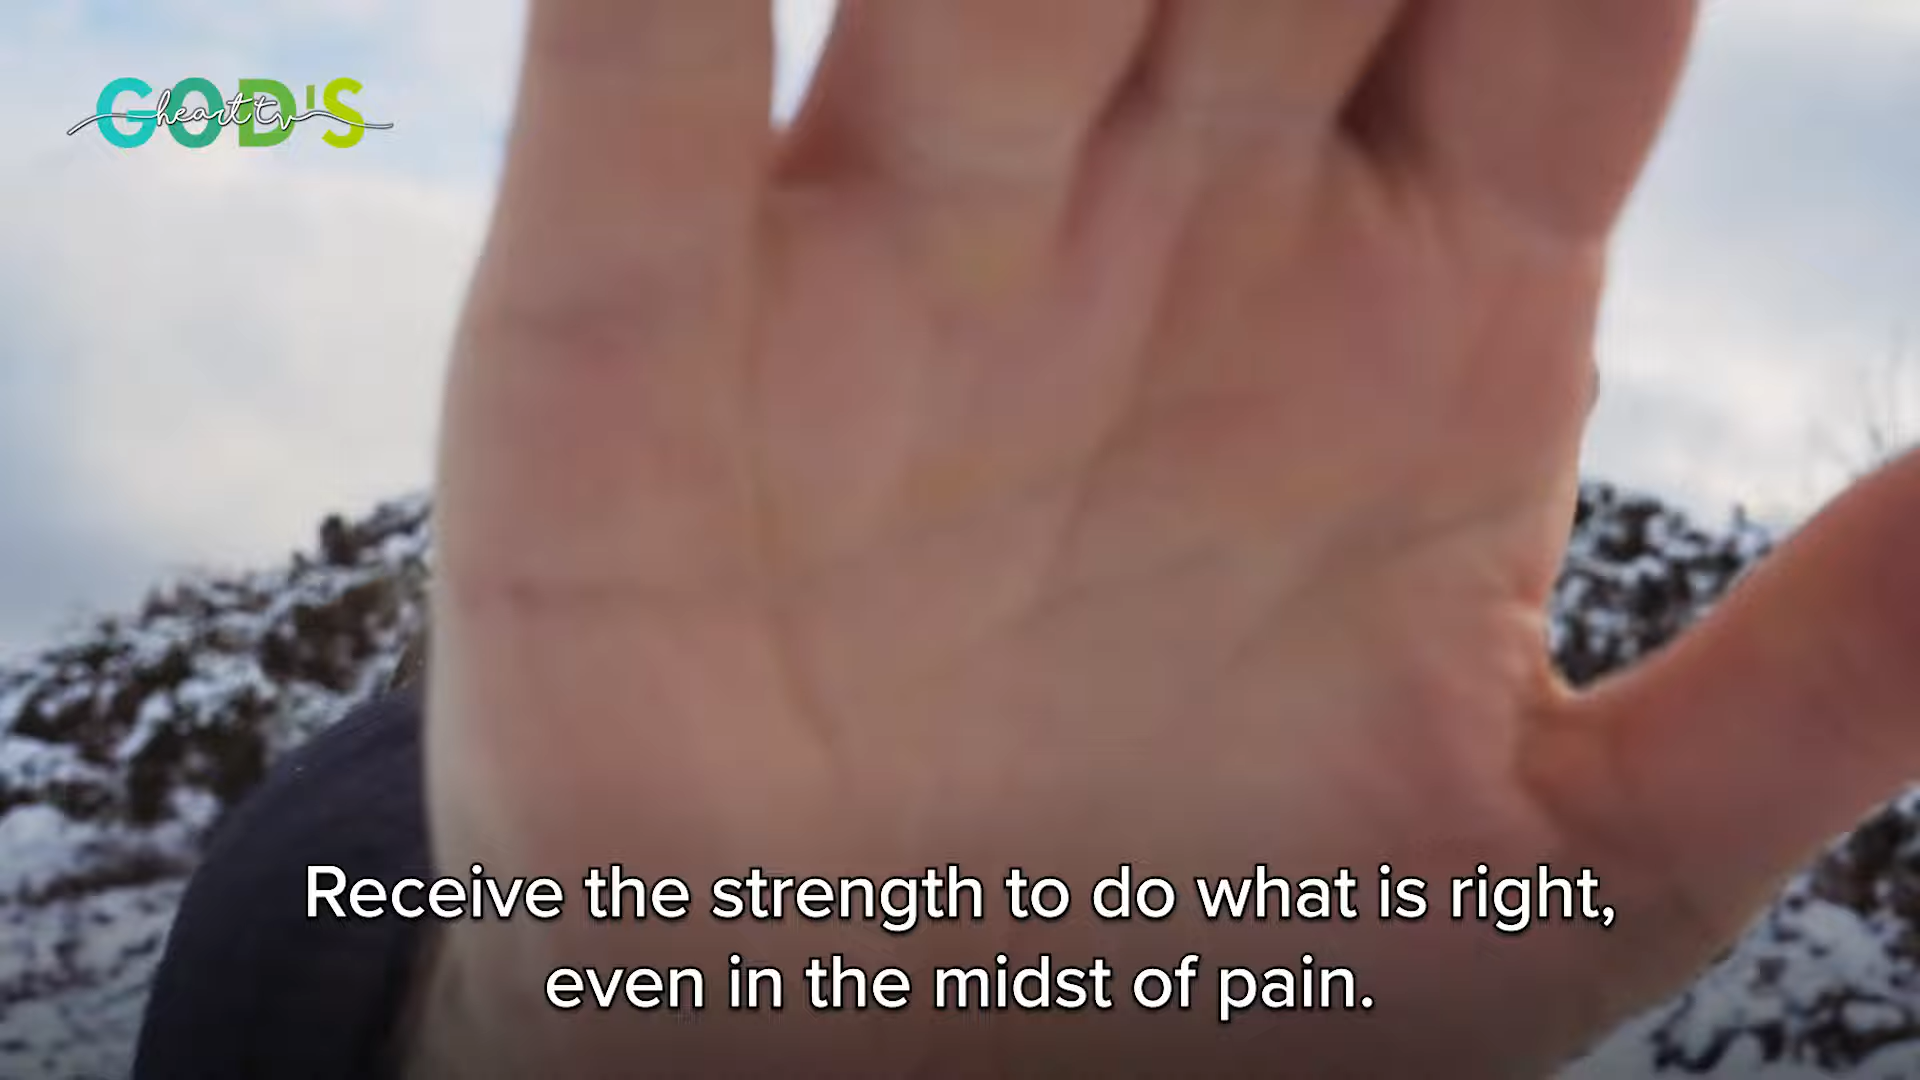 GOD'S
heart tv
Receive the strength to do what is right,
even in the midst of pain.